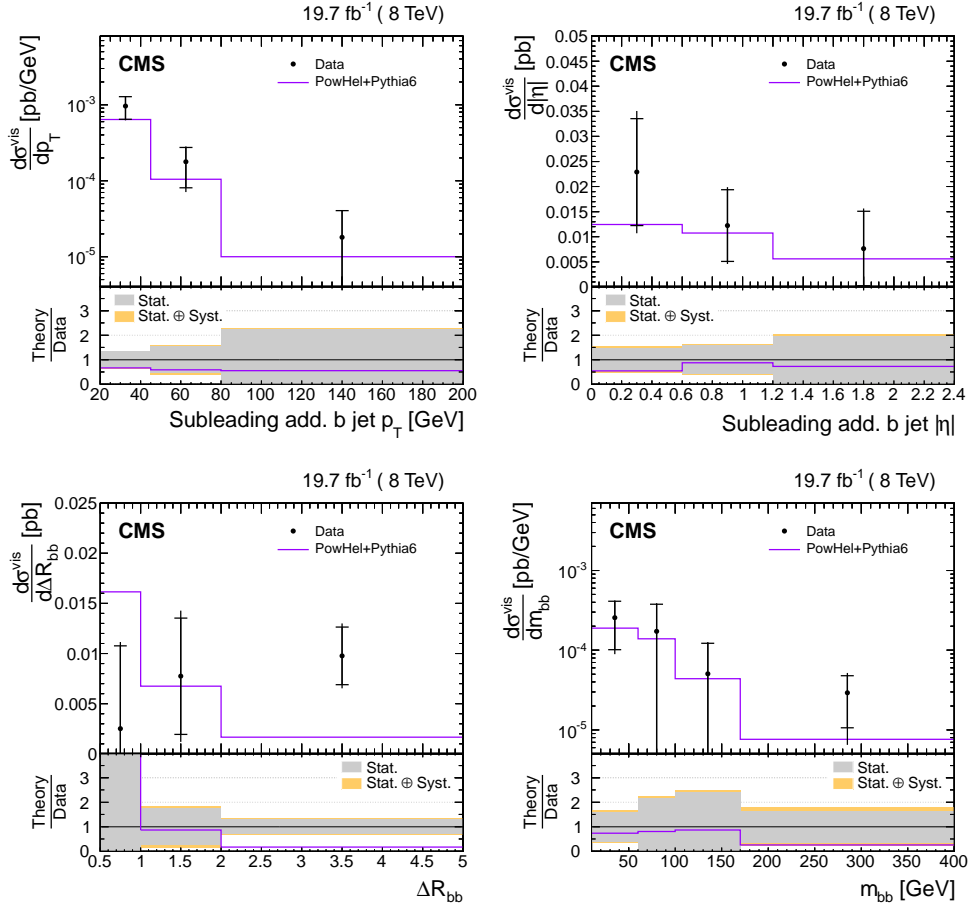 19.7 fb⁻¹ ( 8 TeV)
CMS
Data
PowHel+Pythia6
dσ^vis/dp_T [pb/GeV]
10⁻³
10⁻⁴
10⁻⁵
Stat.
Stat. ⊕ Syst.
Theory/Data
3
2
1
0
20 40 60 80 100 120 140 160 180 200
Subleading add. b jet p_T [GeV]
19.7 fb⁻¹ ( 8 TeV)
CMS
Data
PowHel+Pythia6
dσ^vis/d|η| [pb]
0.05
0.045
0.04
0.035
0.03
0.025
0.02
0.015
0.01
0.005
0
Stat.
Stat. ⊕ Syst.
Theory/Data
3
2
1
0
0 0.2 0.4 0.6 0.8 1 1.2 1.4 1.6 1.8 2 2.2 2.4
Subleading add. b jet |η|
19.7 fb⁻¹ ( 8 TeV)
CMS
Data
PowHel+Pythia6
dσ^vis/dΔR_bb [pb]
0.025
0.02
0.015
0.01
0.005
0
Stat.
Stat. ⊕ Syst.
Theory/Data
3
2
1
0
0.5 1 1.5 2 2.5 3 3.5 4 4.5 5
ΔR_bb
19.7 fb⁻¹ ( 8 TeV)
CMS
Data
PowHel+Pythia6
dσ^vis/dm_bb [pb/GeV]
10⁻³
10⁻⁴
10⁻⁵
Stat.
Stat. ⊕ Syst.
Theory/Data
3
2
1
0
50 100 150 200 250 300 350 400
m_bb [GeV]